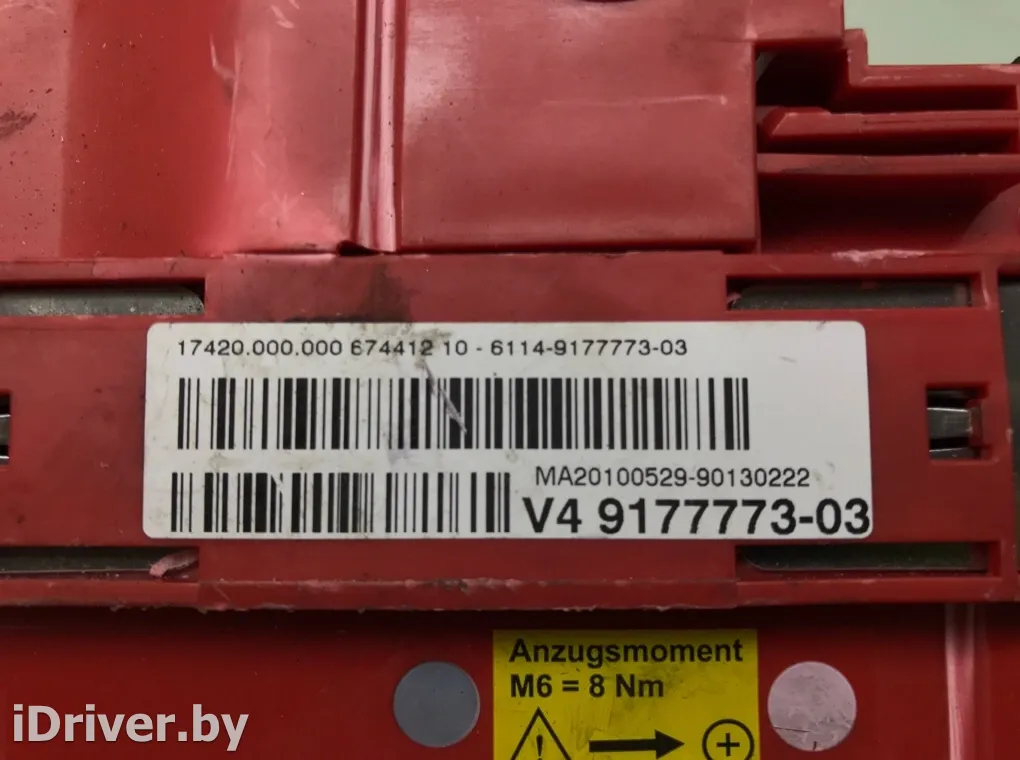 17420.000.000 674412 10 - 6114-9177773-03
MA20100529-90130222
V4 9177773-03
Anzugsmoment
M6 = 8 Nm
iDriver.by